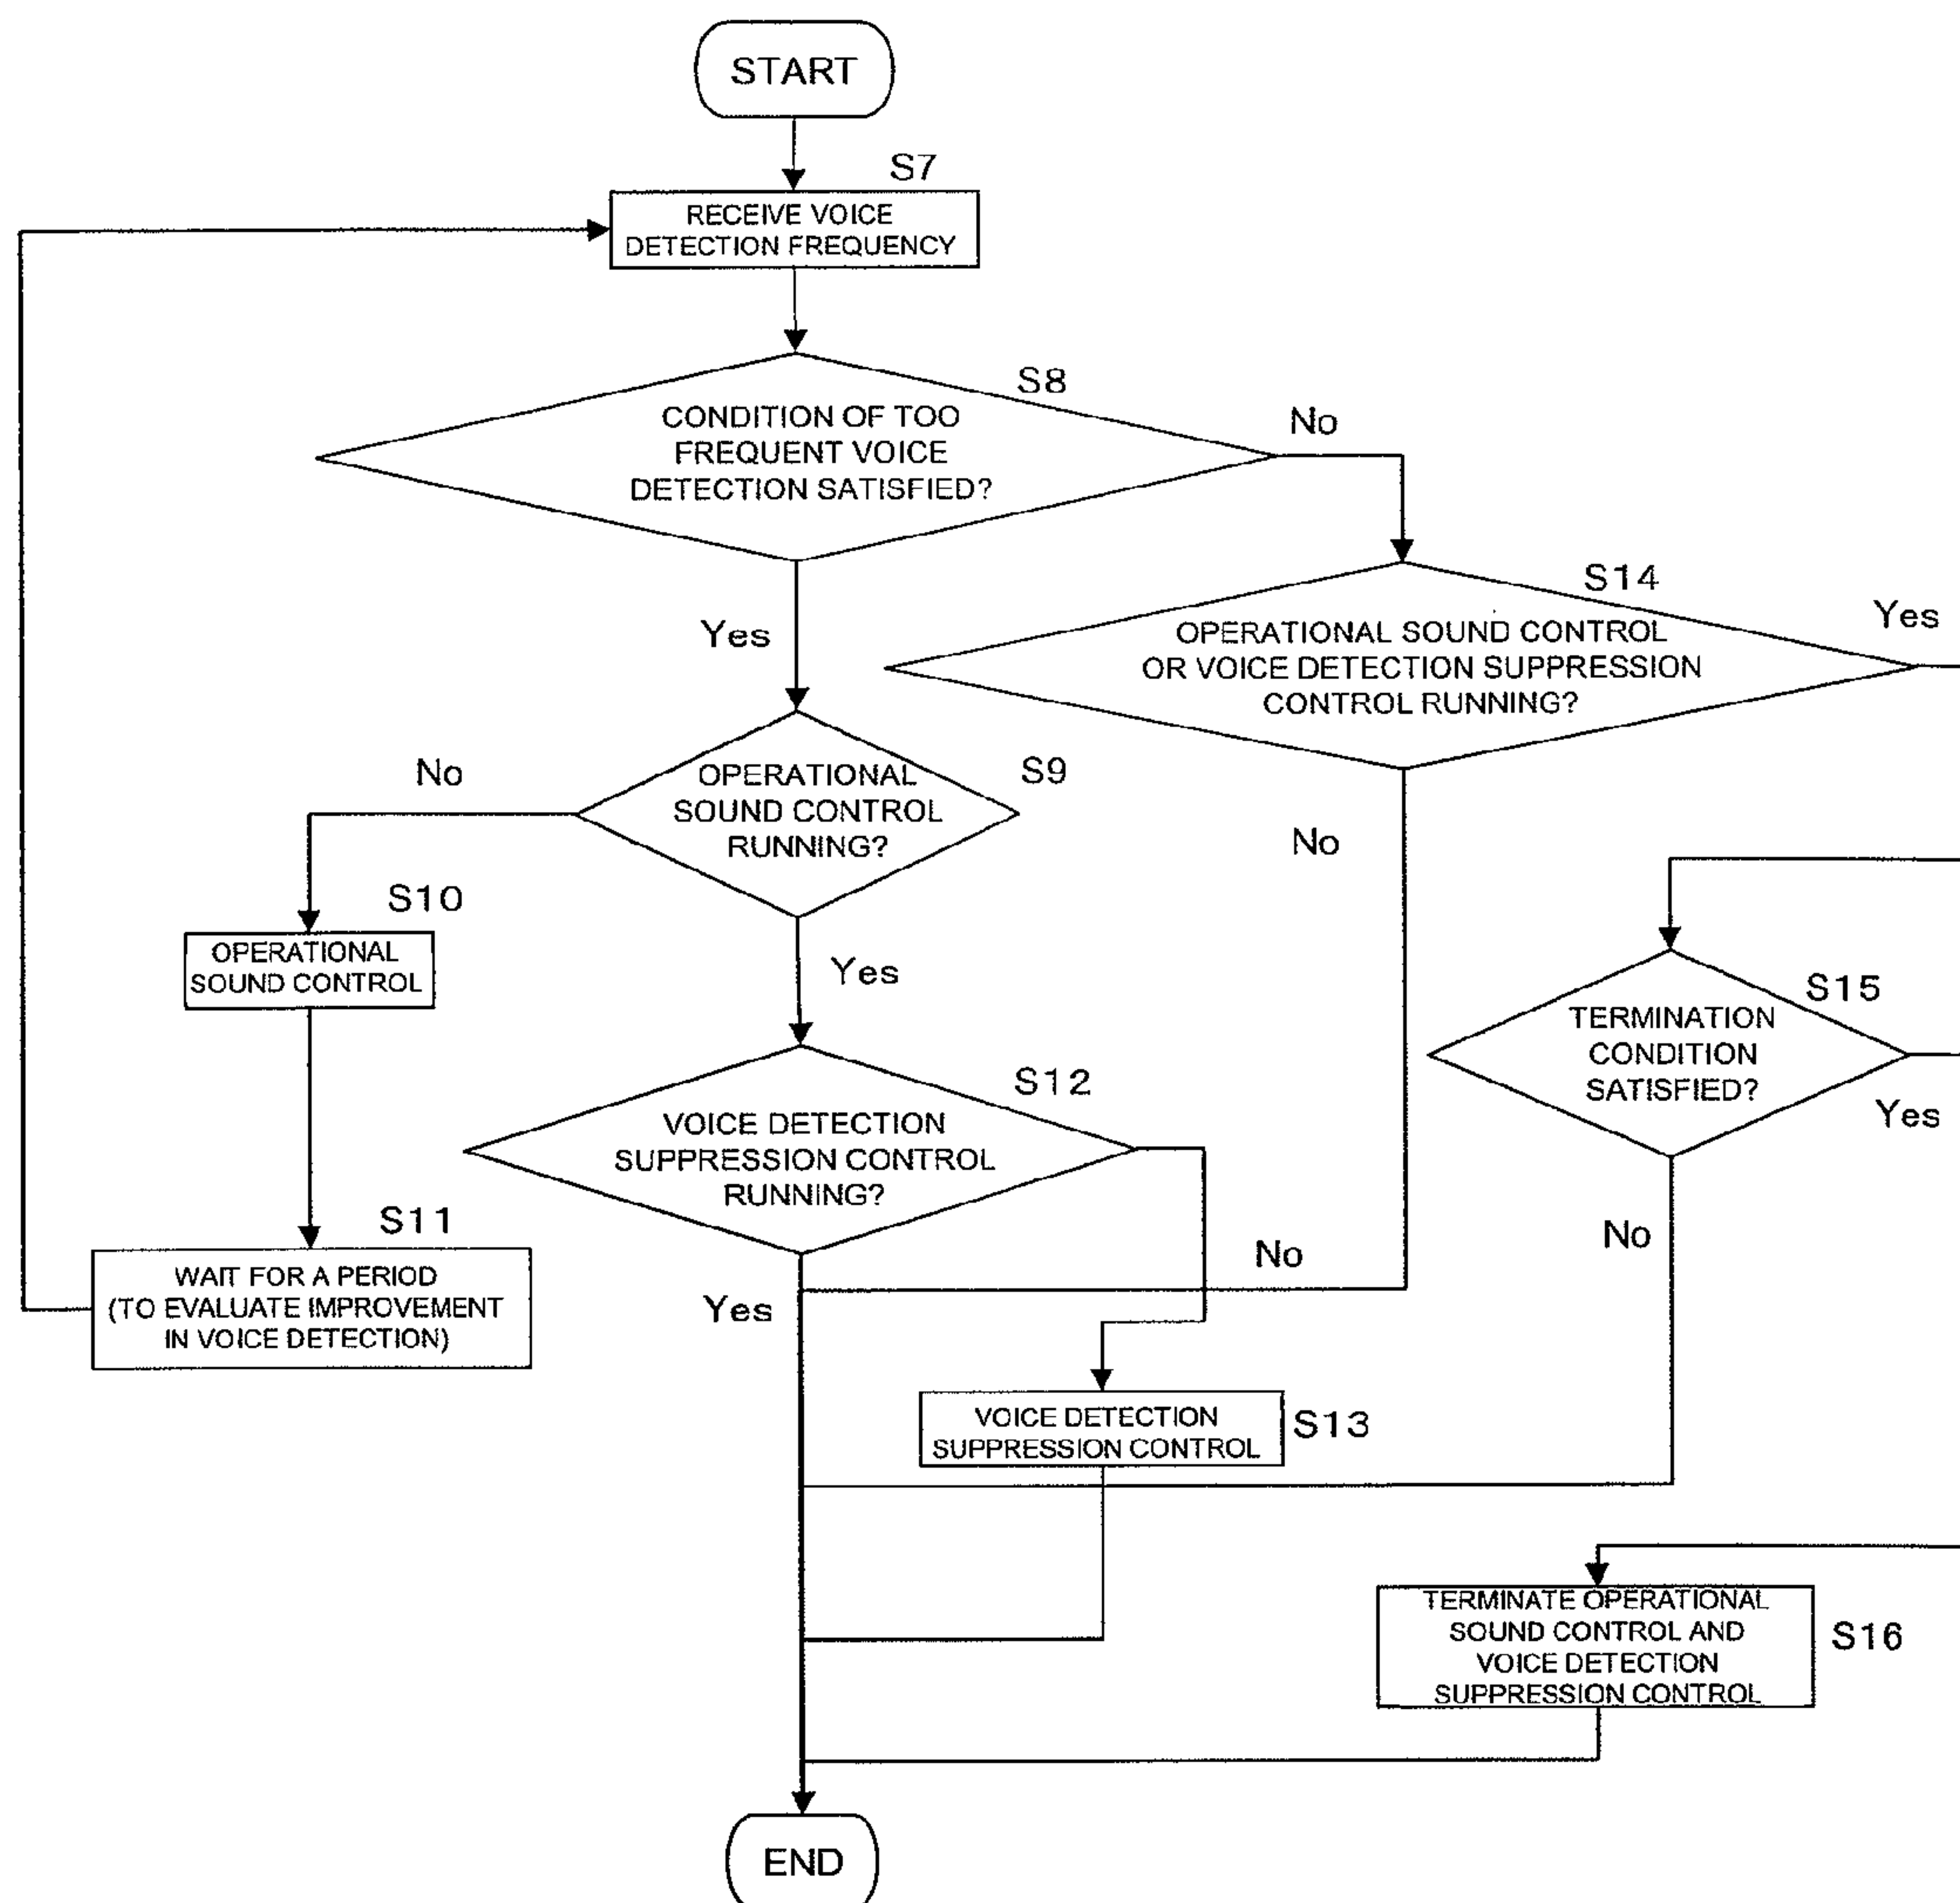 START
S7
RECEIVE VOICE
DETECTION FREQUENCY
S8
CONDITION OF TOO
FREQUENT VOICE
DETECTION SATISFIED?
No
Yes
S14
OPERATIONAL SOUND CONTROL
OR VOICE DETECTION SUPPRESSION
CONTROL RUNNING?
Yes
No
S9
OPERATIONAL
SOUND CONTROL
RUNNING?
No
Yes
S10
OPERATIONAL
SOUND CONTROL
S11
WAIT FOR A PERIOD
(TO EVALUATE IMPROVEMENT
IN VOICE DETECTION)
S12
VOICE DETECTION
SUPPRESSION CONTROL
RUNNING?
No
Yes
S13
VOICE DETECTION
SUPPRESSION CONTROL
S15
TERMINATION
CONDITION
SATISFIED?
Yes
No
S16
TERMINATE OPERATIONAL
SOUND CONTROL AND
VOICE DETECTION
SUPPRESSION CONTROL
END